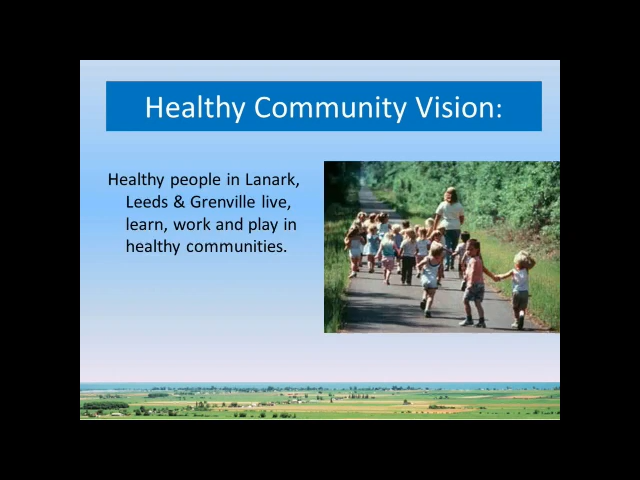 Healthy Community Vision:
Healthy people in Lanark,
Leeds & Grenville live,
learn, work and play in
healthy communities.